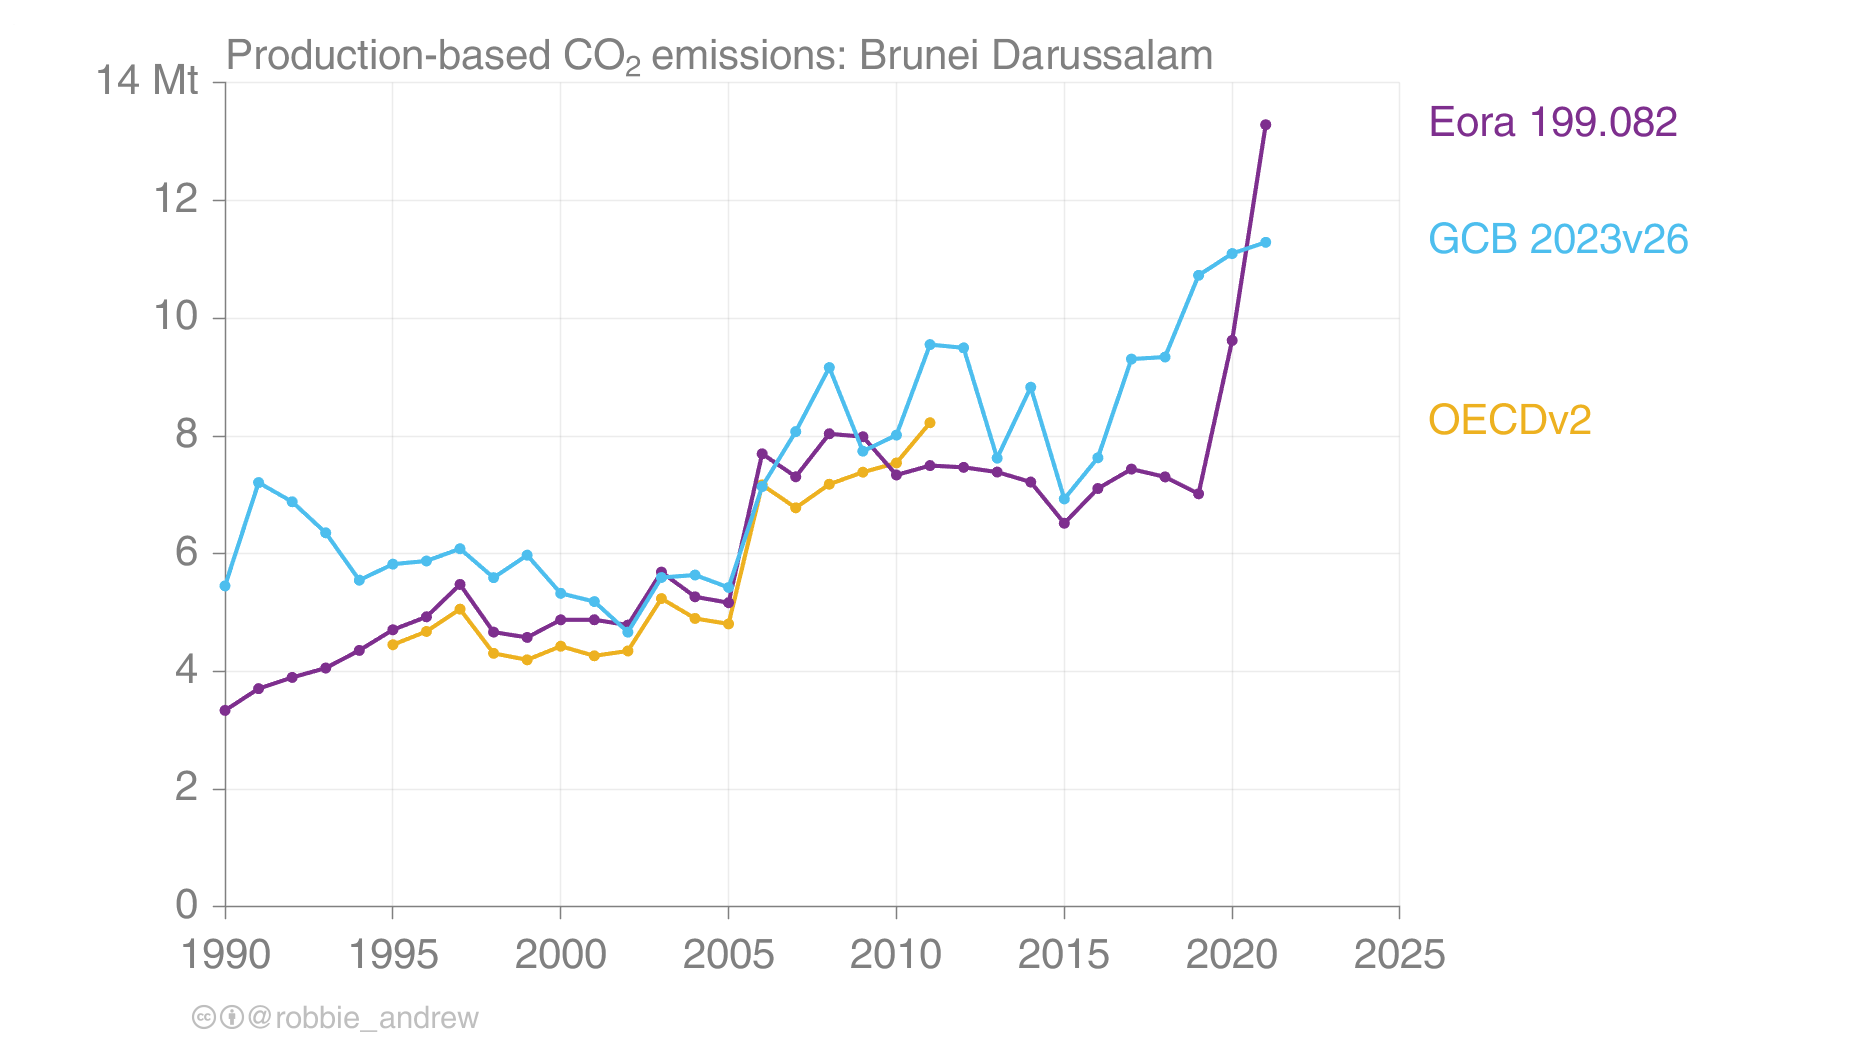 Production-based CO₂ emissions: Brunei Darussalam
14 Mt
12
10
8
6
4
2
0
1990 1995 2000 2005 2010 2015 2020 2025
Eora 199.082
GCB 2023v26
OECDv2
cc @robbie_andrew